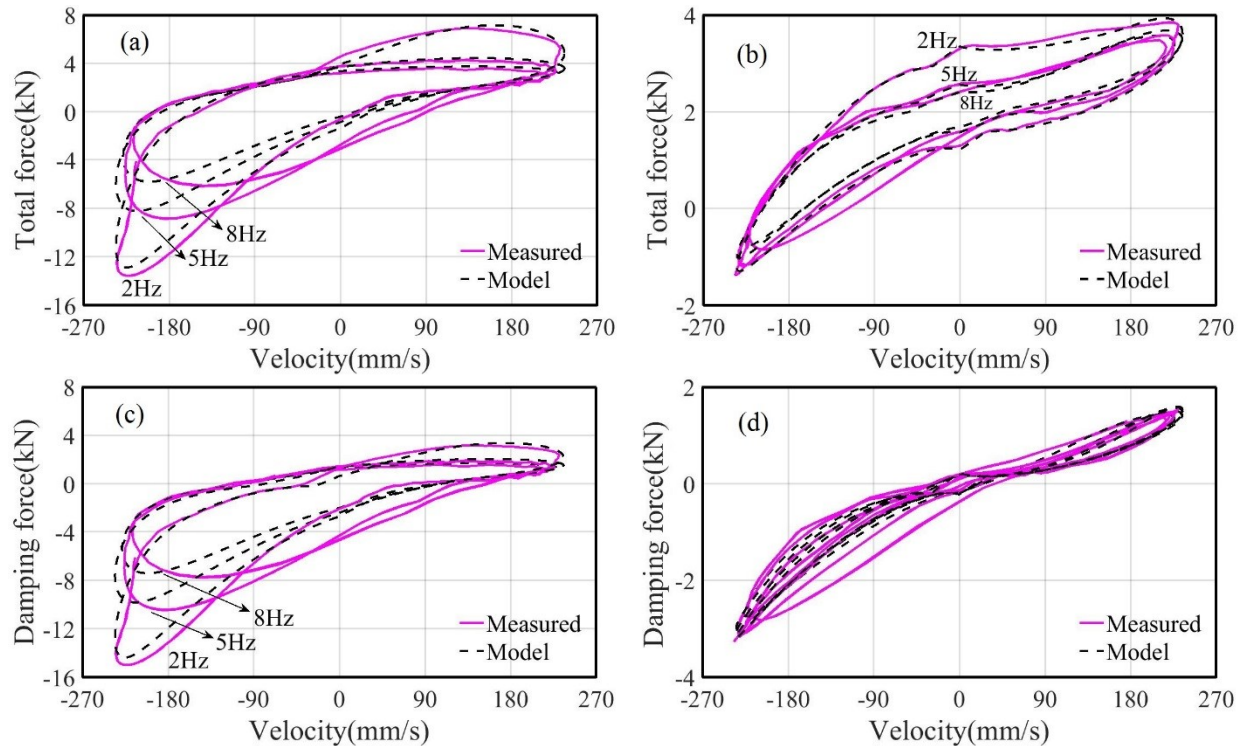 (a)
8
4
0
-4
-8
-12
-16
Total force(kN)
8Hz
5Hz
2Hz
Measured
Model
-270 -180 -90 0 90 180 270
Velocity(mm/s)
(b)
4
2
0
-2
Total force(kN)
2Hz
5Hz
8Hz
Measured
Model
-270 -180 -90 0 90 180 270
Velocity(mm/s)
(c)
8
4
0
-4
-8
-12
-16
Damping force(kN)
8Hz
5Hz
2Hz
Measured
Model
-270 -180 -90 0 90 180 270
Velocity(mm/s)
(d)
2
0
-2
-4
Damping force(kN)
Measured
Model
-270 -180 -90 0 90 180 270
Velocity(mm/s)